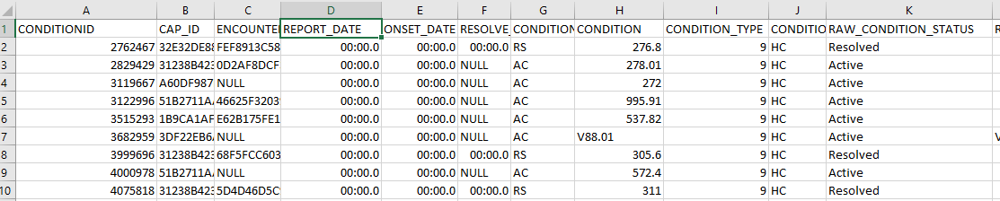 A B C D E F G H I J K
1 CONDITIONID CAP_ID ENCOUNTE REPORT_DATE ONSET_DATE RESOLVE_ CONDITION CONDITION CONDITION_TYPE CONDITIO RAW_CONDITION_STATUS R
2 2762467 32E32DE88 FEF8913C58 00:00.0 00:00.0 00:00.0 RS 276.8 9 HC Resolved
3 2829429 31238B423 0D2AF8DCF 00:00.0 00:00.0 NULL AC 278.01 9 HC Active
4 3119667 A60DF987 NULL 00:00.0 00:00.0 NULL AC 272 9 HC Active
5 3122996 51B2711A 46625F3203 00:00.0 00:00.0 NULL AC 995.91 9 HC Active
6 3515293 1B9CA1AF E62B175FE1 00:00.0 00:00.0 NULL AC 537.82 9 HC Active
7 3682959 3DF22EB6 NULL 00:00.0 00:00.0 NULL AC V88.01 9 HC Active V
8 3999696 31238B423 68F5FCC603 00:00.0 00:00.0 00:00.0 RS 305.6 9 HC Resolved
9 4000978 51B2711A NULL 00:00.0 00:00.0 NULL AC 572.4 9 HC Active
10 4075818 31238B423 5D4D46D5C 00:00.0 00:00.0 00:00.0 RS 311 9 HC Resolved